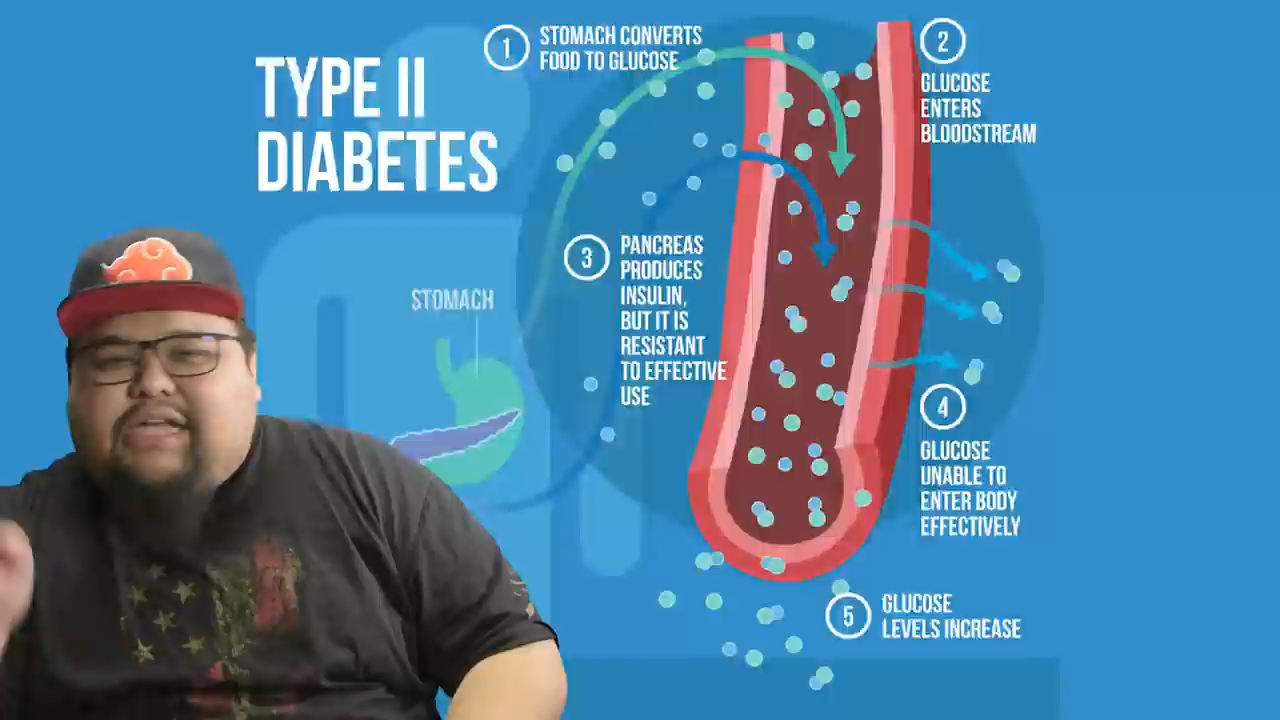 TYPE II
DIABETES
1
STOMACH CONVERTS
FOOD TO GLUCOSE
2
GLUCOSE
ENTERS
BLOODSTREAM
3
PANCREAS
PRODUCES
INSULIN,
BUT IT IS
RESISTANT
TO EFFECTIVE
USE
STOMACH
4
GLUCOSE
UNABLE TO
ENTER BODY
EFFECTIVELY
5
GLUCOSE
LEVELS INCREASE